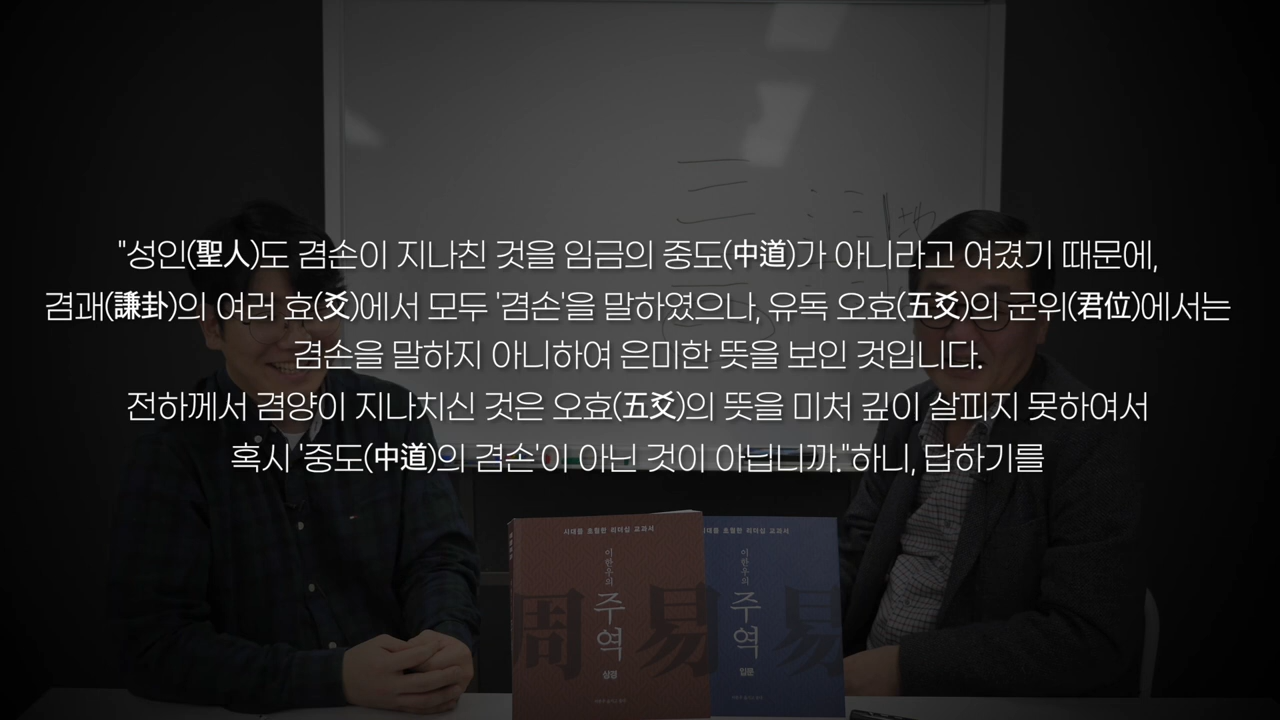 "성인(聖人)도 겸손이 지나친 것을 임금의 중도(中道)가 아니라고 여겼기 때문에,
겸괘(謙卦)의 여러 효(爻)에서 모두 '겸손'을 말하였으나, 유독 오효(五爻)의 군위(君位)에서는
겸손을 말하지 아니하여 은미한 뜻을 보인 것입니다.
전하께서 겸양이 지나치신 것은 오효(五爻)의 뜻을 미처 깊이 살피지 못하여서
혹시 '중도(中道)의 겸손'이 아닌 것이 아닙니까."하니, 답하기를
시대를 초월한 리더십 교과서
이한우의
주역
周易
상경
시대를 초월한 리더십 교과서
이한우의
주역
易
입문